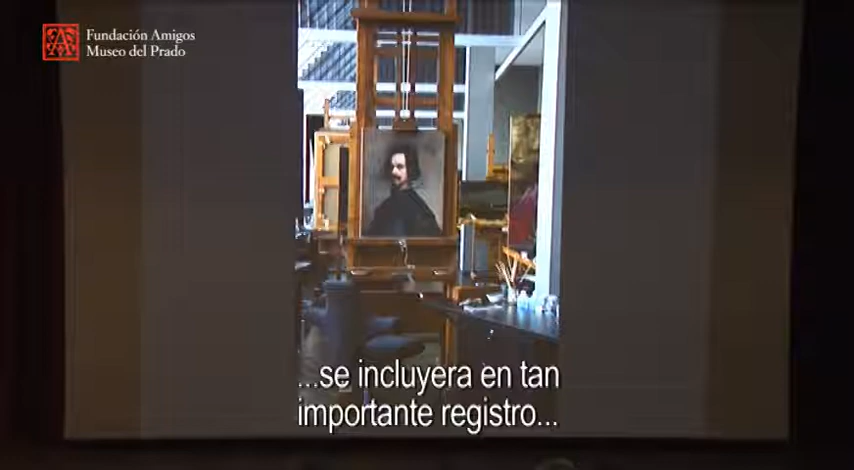 Fundación Amigos
Museo del Prado
...se incluyera en tan
importante registro...